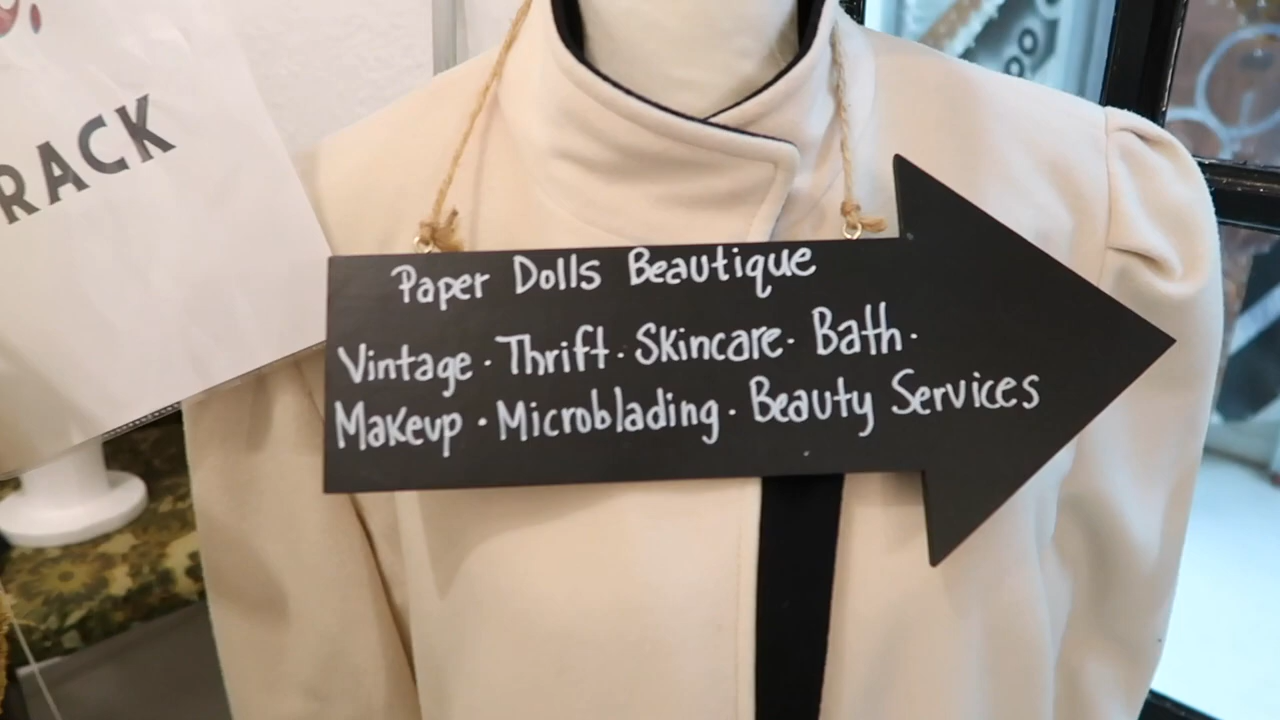 RACK
Paper Dolls Beautique
Vintage · Thrift · Skincare · Bath ·
Makeup · Microblading · Beauty Services